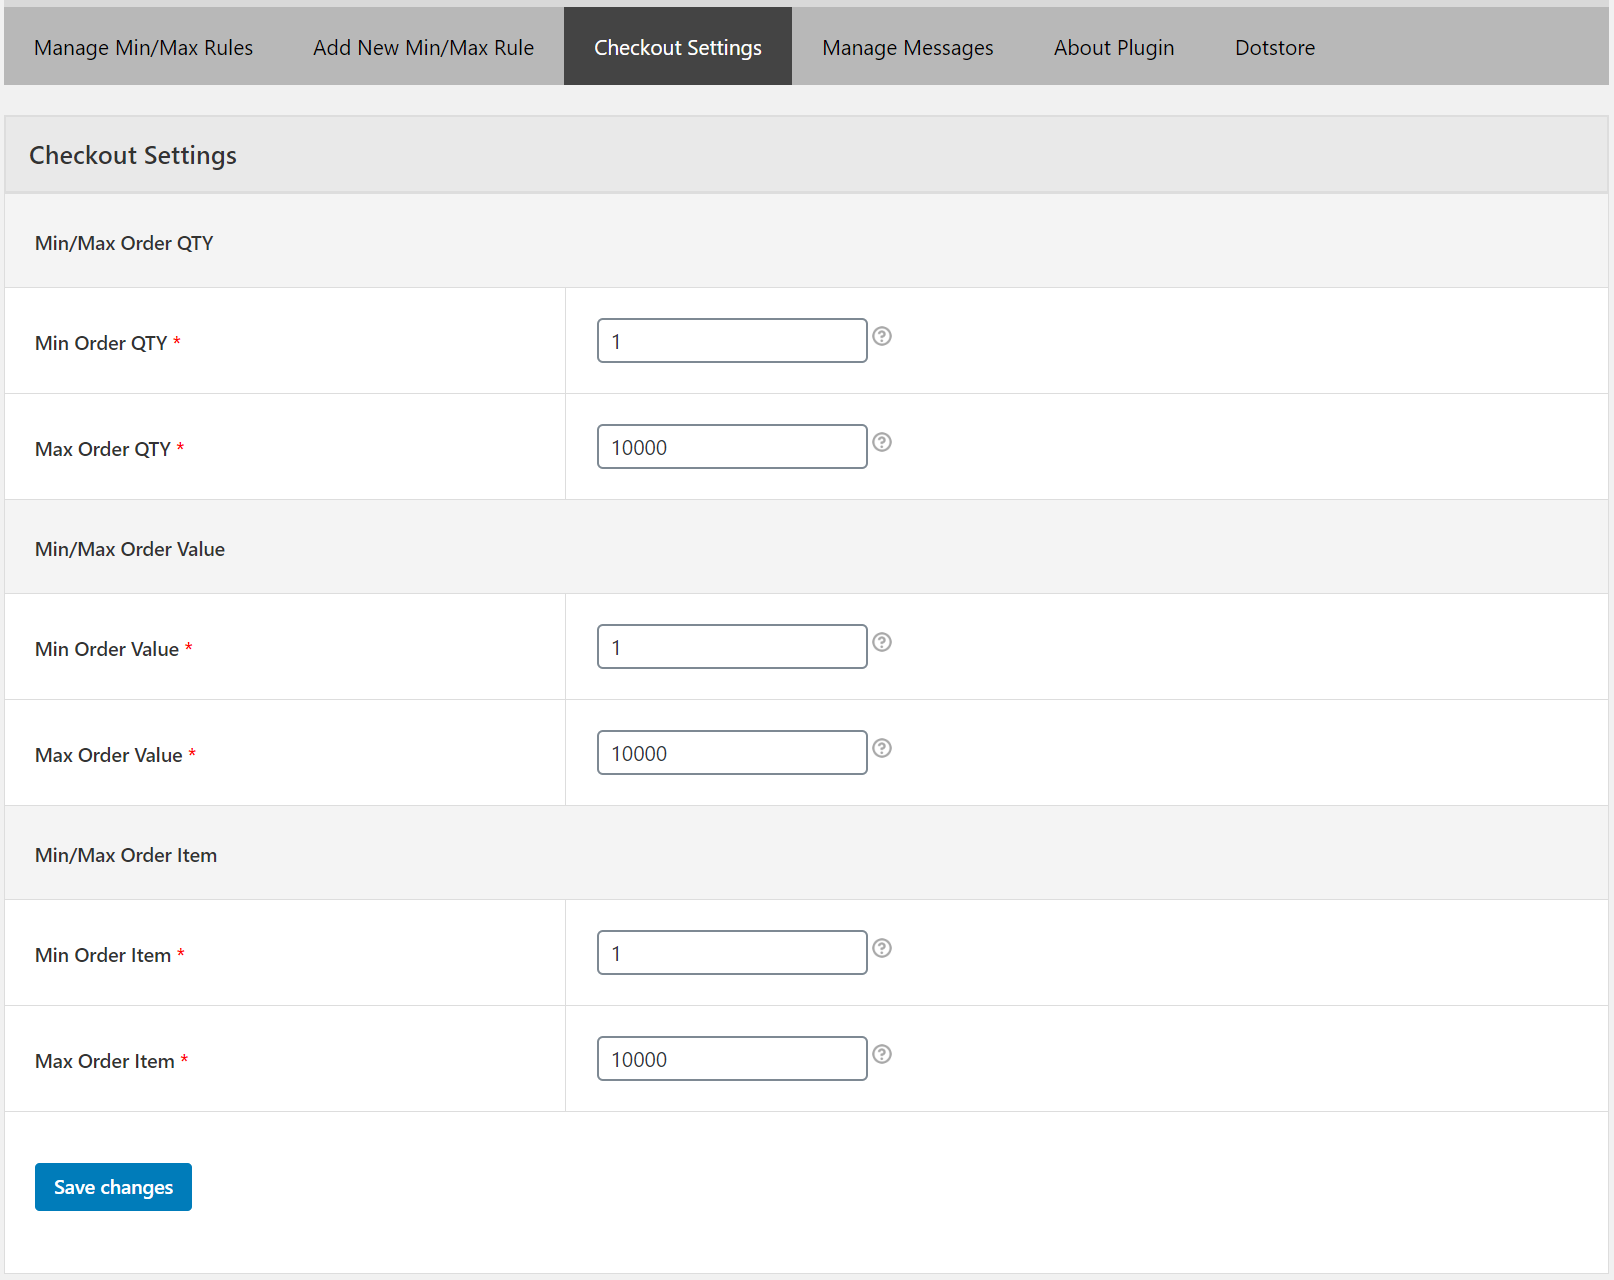 Manage Min/Max Rules Add New Min/Max Rule Checkout Settings Manage Messages About Plugin Dotstore
Checkout Settings
Min/Max Order QTY
Min Order QTY * 1
Max Order QTY * 10000
Min/Max Order Value
Min Order Value * 1
Max Order Value * 10000
Min/Max Order Item
Min Order Item * 1
Max Order Item * 10000
Save changes